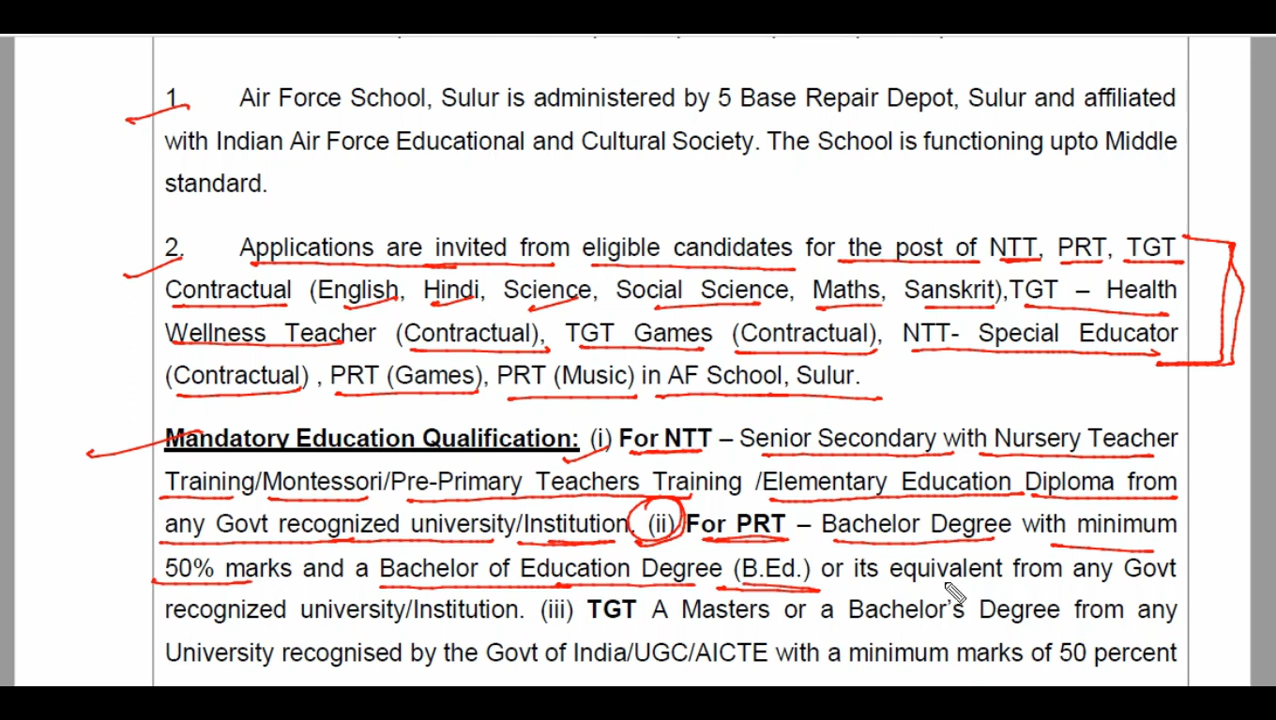 1. Air Force School, Sulur is administered by 5 Base Repair Depot, Sulur and affiliated
with Indian Air Force Educational and Cultural Society. The School is functioning upto Middle
standard.
2. Applications are invited from eligible candidates for the post of NTT, PRT, TGT
Contractual (English, Hindi, Science, Social Science, Maths, Sanskrit),TGT – Health
Wellness Teacher (Contractual), TGT Games (Contractual), NTT- Special Educator
(Contractual) , PRT (Games), PRT (Music) in AF School, Sulur.
Mandatory Education Qualification: (i) For NTT – Senior Secondary with Nursery Teacher
Training/Montessori/Pre-Primary Teachers Training /Elementary Education Diploma from
any Govt recognized university/Institution. (ii) For PRT – Bachelor Degree with minimum
50% marks and a Bachelor of Education Degree (B.Ed.) or its equivalent from any Govt
recognized university/Institution. (iii) TGT A Masters or a Bachelor’s Degree from any
University recognised by the Govt of India/UGC/AICTE with a minimum marks of 50 percent